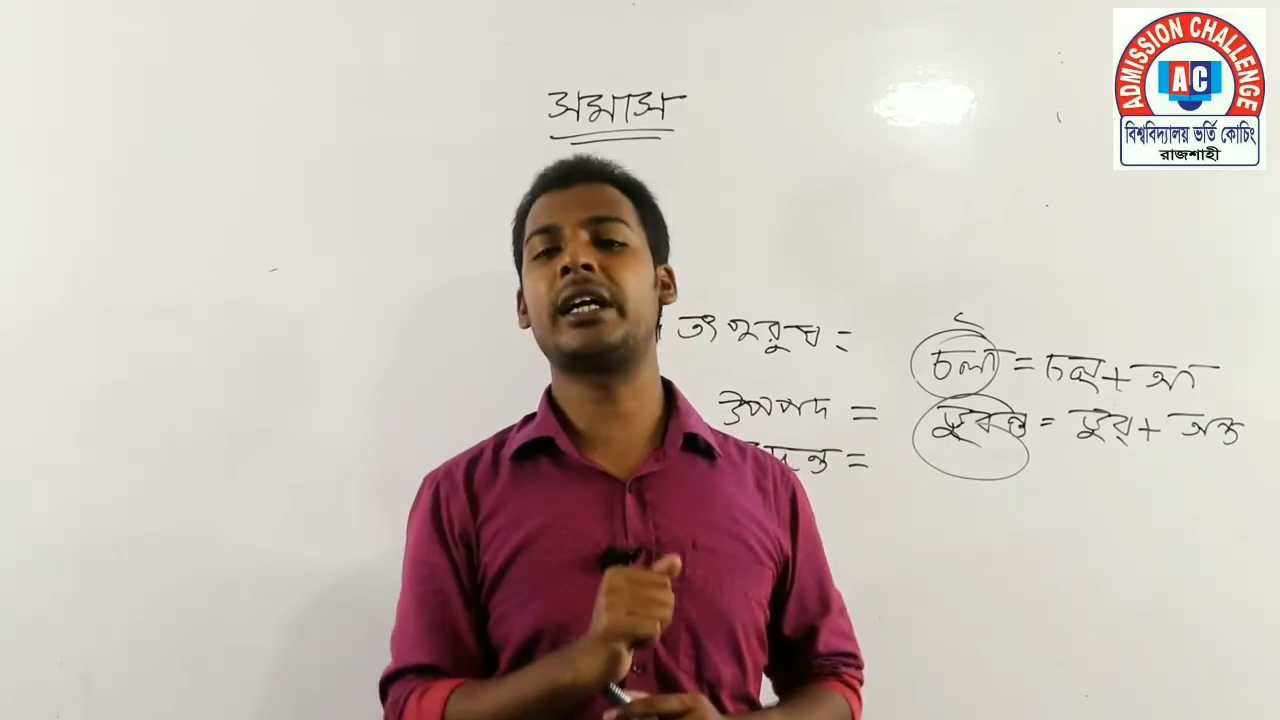 সমাস
ADMISSION CHALLENGE
AC
বিশ্ববিদ্যালয় ভর্তি কোচিং
রাজশাহী
তৎপুরুষ =
চলা = চল্ + আ
উপপদ =
ডুবন্ত = ডুব্ + অন্ত